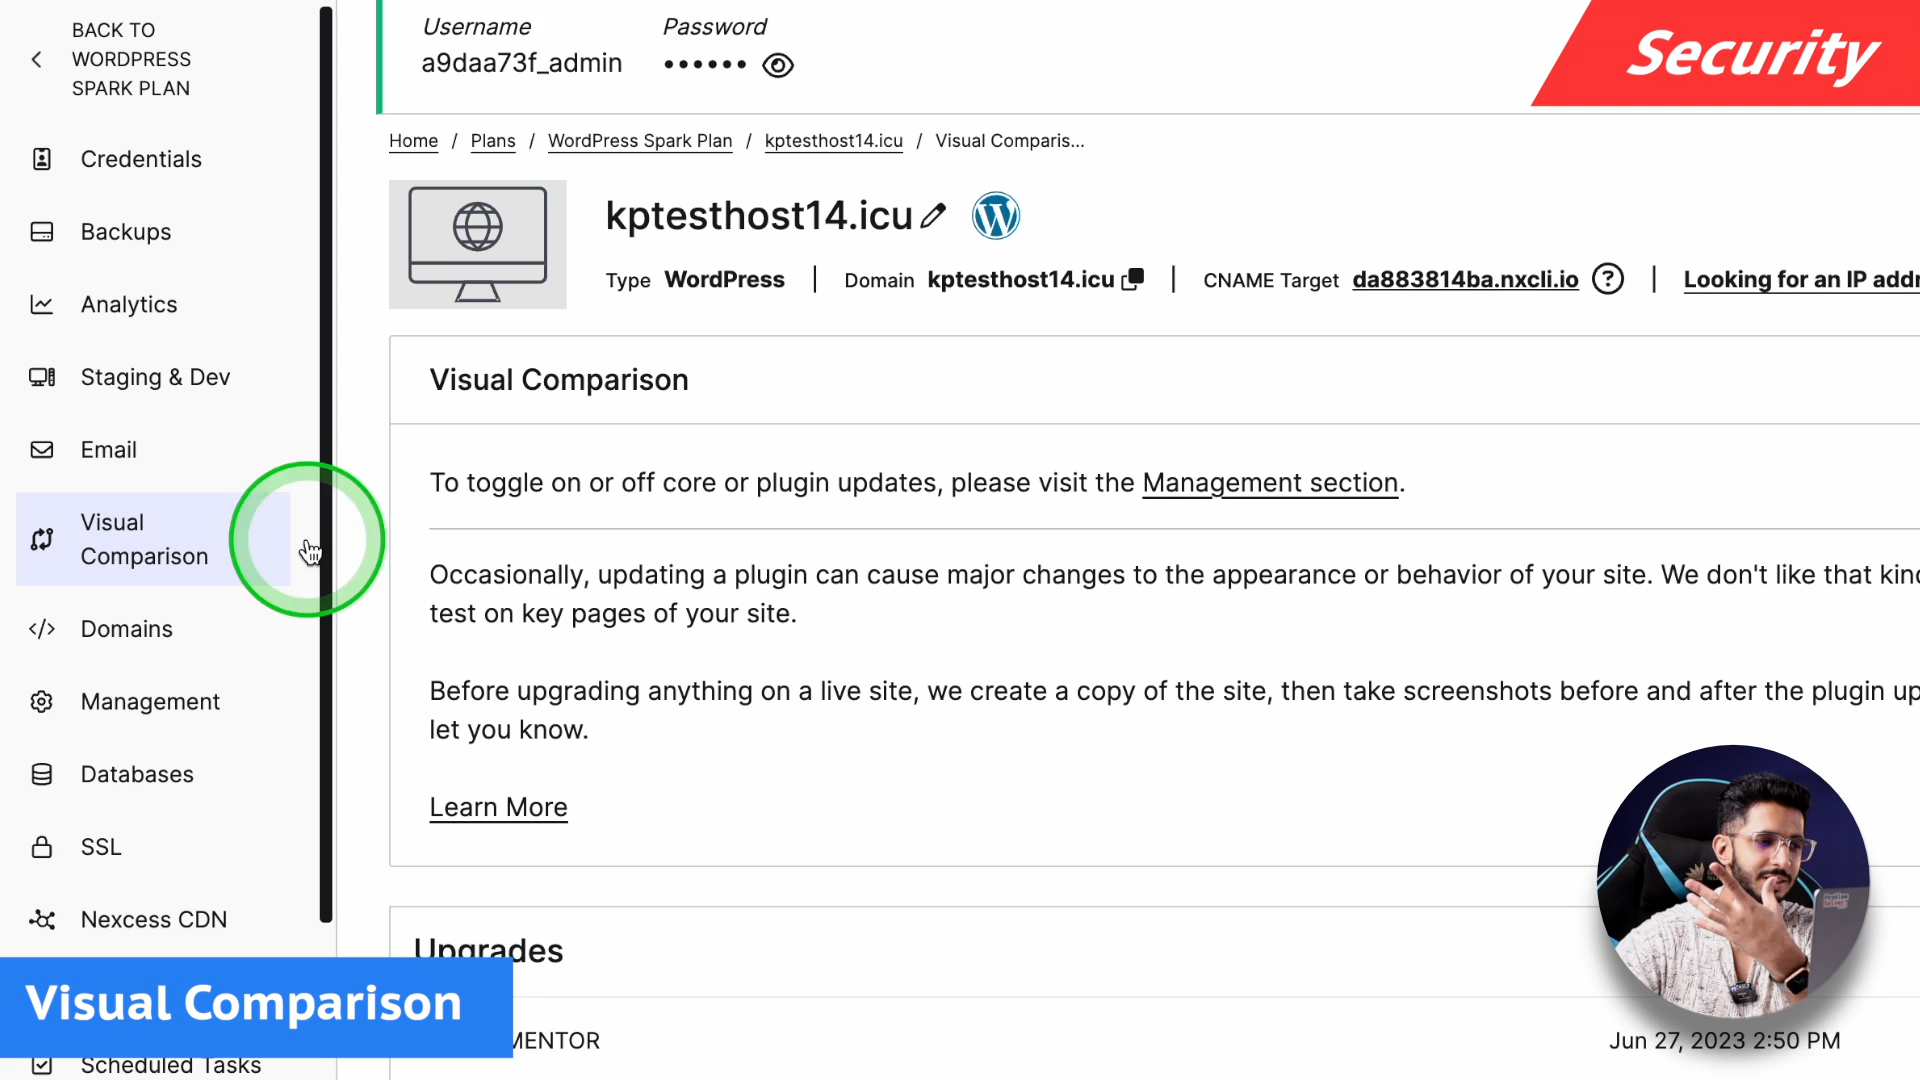 BACK TO
WORDPRESS
SPARK PLAN
Credentials
Backups
Analytics
Staging & Dev
Email
Visual
Comparison
Domains
Management
Databases
SSL
Nexcess CDN
Scheduled Tasks
Username
Password
a9daa73f_admin
••••••
Security
Home / Plans / WordPress Spark Plan / kptesthost14.icu / Visual Comparis...
kptesthost14.icu
Type WordPress | Domain kptesthost14.icu | CNAME Target da883814ba.nxcli.io ? | Looking for an IP addr
Visual Comparison
To toggle on or off core or plugin updates, please visit the Management section.
Occasionally, updating a plugin can cause major changes to the appearance or behavior of your site. We don't like that kind
test on key pages of your site.
Before upgrading anything on a live site, we create a copy of the site, then take screenshots before and after the plugin up
let you know.
Learn More
Upgrades
MENTOR
Jun 27, 2023 2:50 PM
Visual Comparison